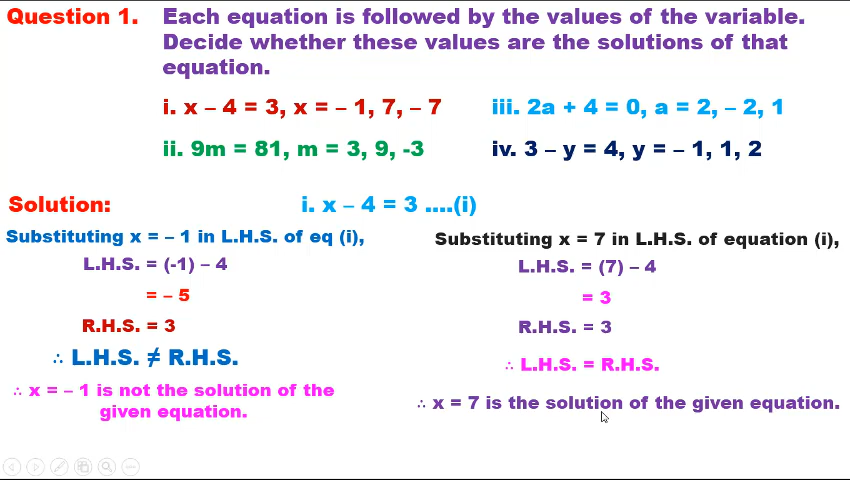 Question 1. Each equation is followed by the values of the variable.
Decide whether these values are the solutions of that
equation.
i. x – 4 = 3, x = – 1, 7, – 7
iii. 2a + 4 = 0, a = 2, – 2, 1
ii. 9m = 81, m = 3, 9, -3
iv. 3 – y = 4, y = – 1, 1, 2
Solution:
i. x – 4 = 3 ....(i)
Substituting x = – 1 in L.H.S. of eq (i),
L.H.S. = (-1) – 4
= – 5
R.H.S. = 3
∴ L.H.S. ≠ R.H.S.
∴ x = – 1 is not the solution of the
given equation.
Substituting x = 7 in L.H.S. of equation (i),
L.H.S. = (7) – 4
= 3
R.H.S. = 3
∴ L.H.S. = R.H.S.
∴ x = 7 is the solution of the given equation.